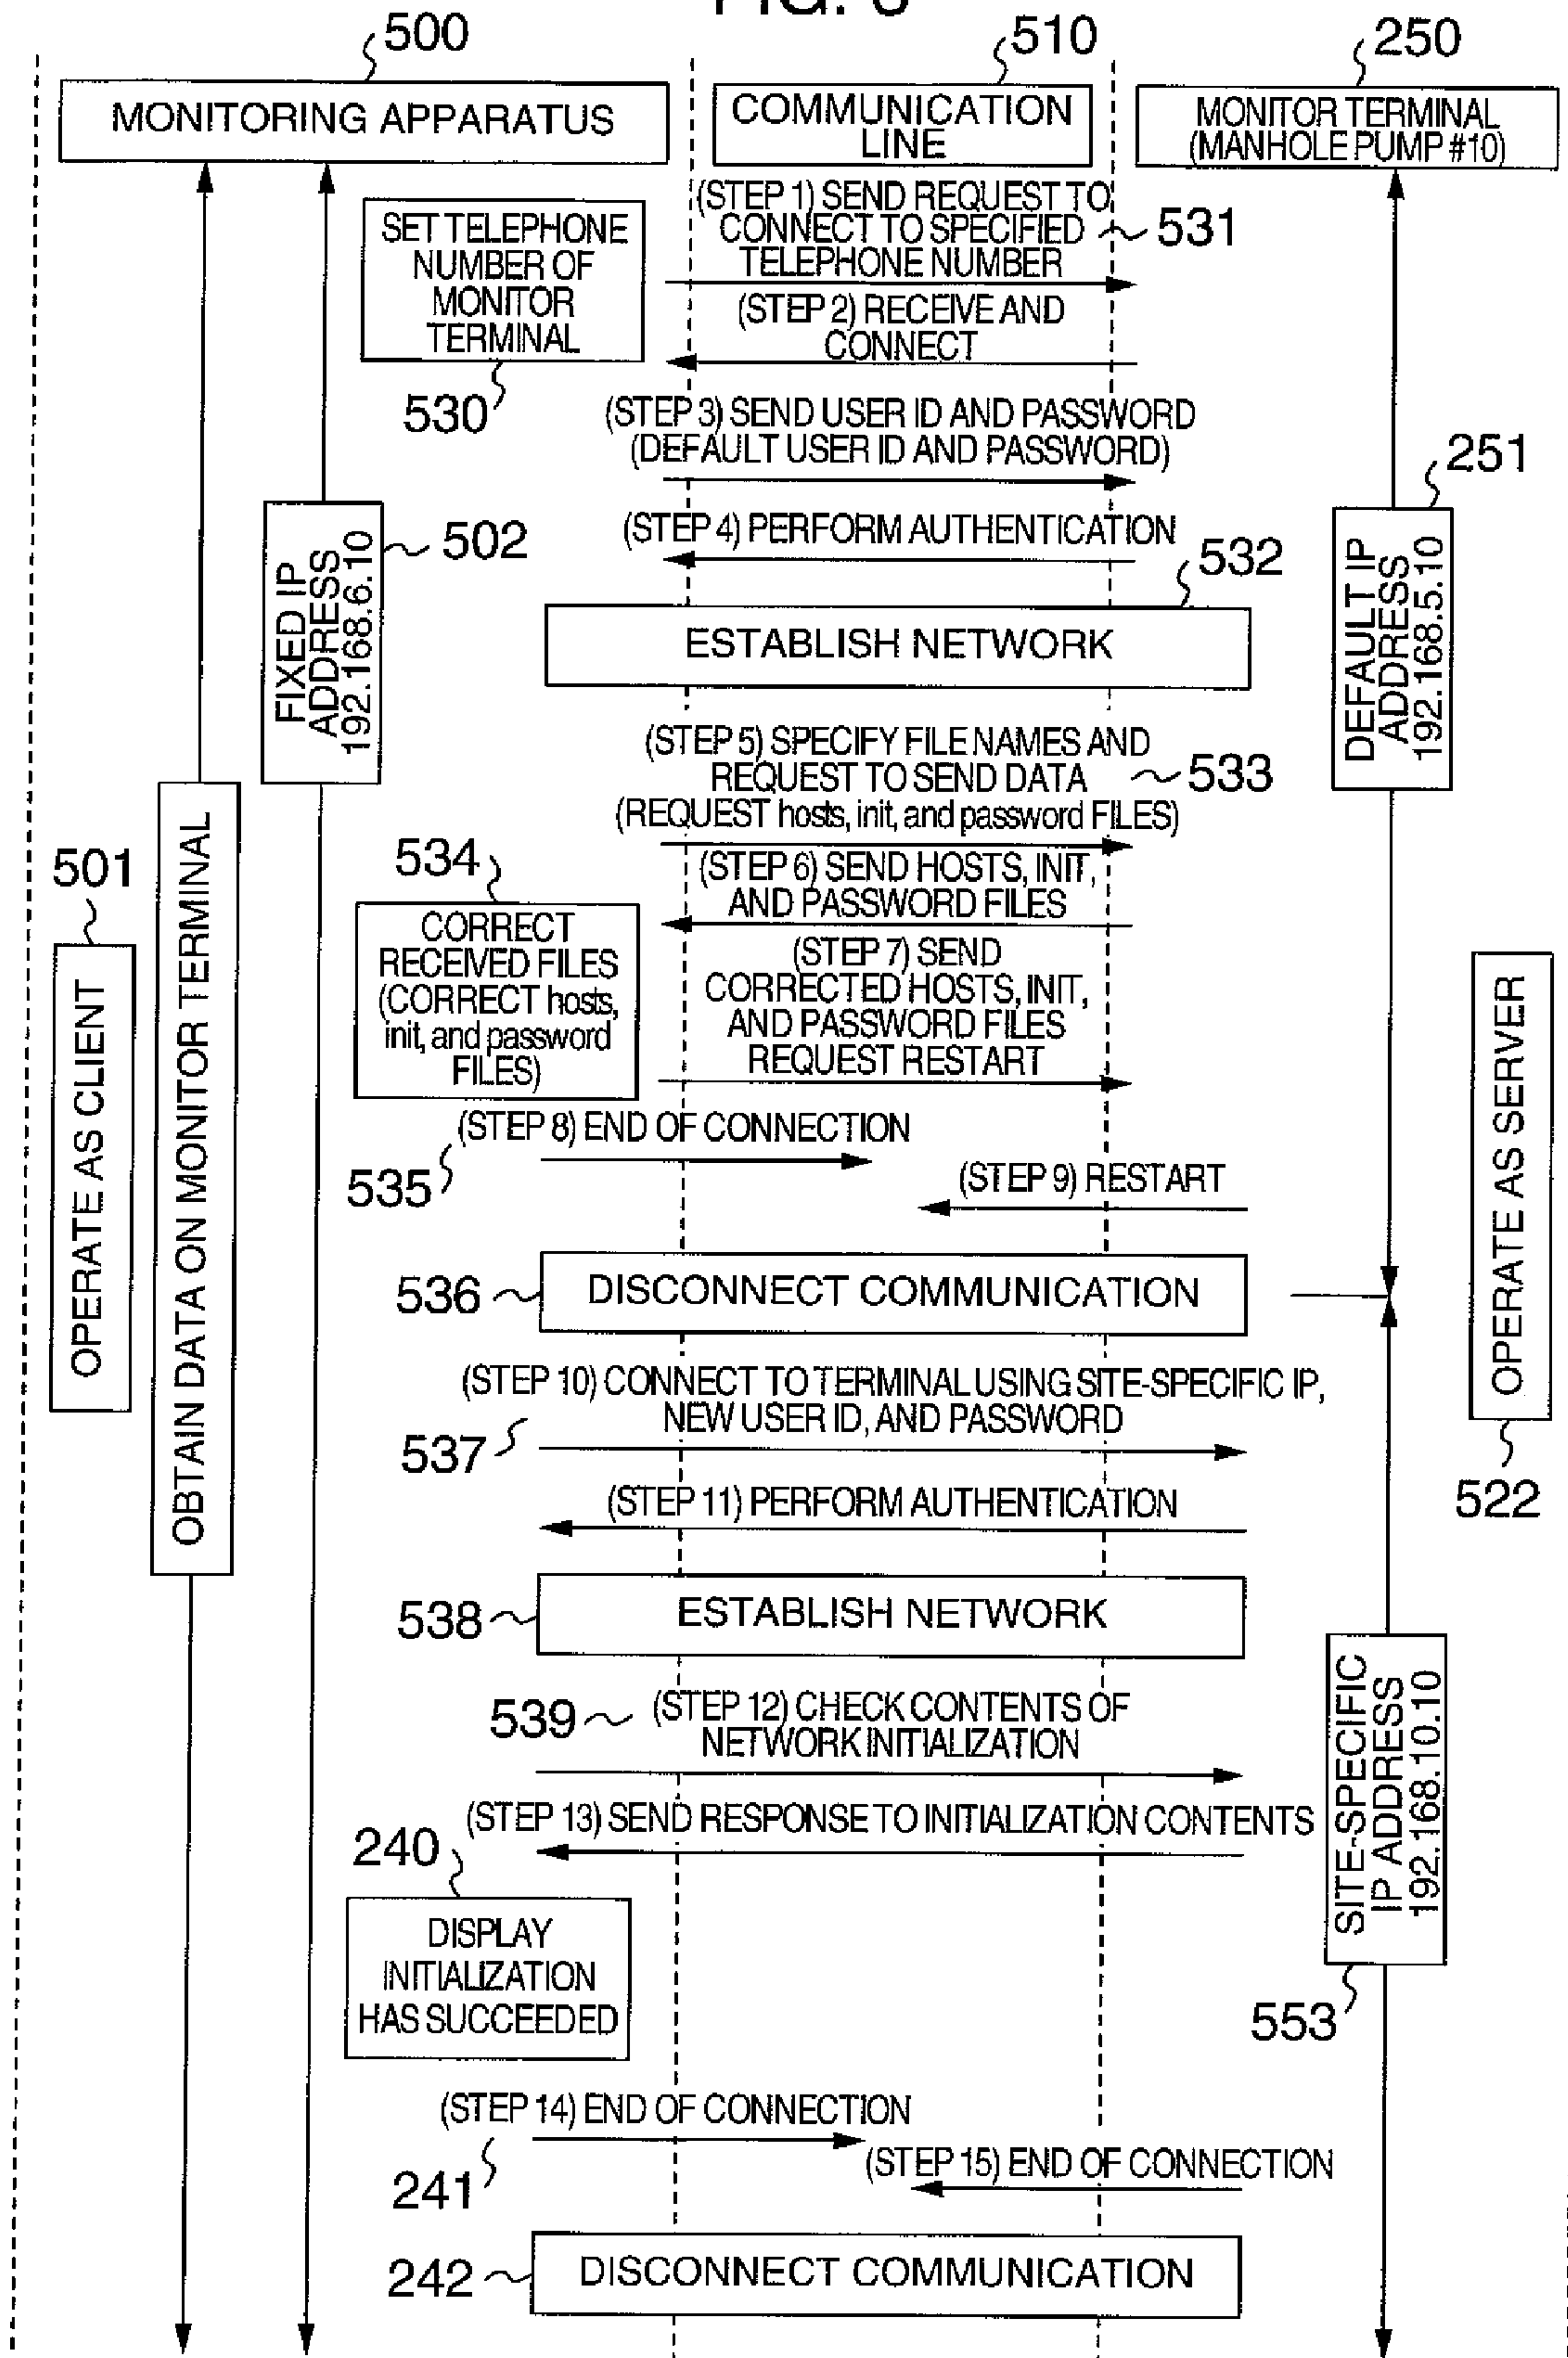 500
510
250
MONITORING APPARATUS
COMMUNICATION
LINE
MONITOR TERMINAL
(MANHOLE PUMP #10)
(STEP 1) SEND REQUEST TO
CONNECT TO SPECIFIED
TELEPHONE NUMBER
531
SET TELEPHONE
NUMBER OF
MONITOR
TERMINAL
530
(STEP 2) RECEIVE AND
CONNECT
(STEP 3) SEND USER ID AND PASSWORD
(DEFAULT USER ID AND PASSWORD)
251
(STEP 4) PERFORM AUTHENTICATION
502
FIXED IP
ADDRESS
192.168.6.10
532
ESTABLISH NETWORK
DEFAULT IP
ADDRESS
192.168.5.10
(STEP 5) SPECIFY FILE NAMES AND
REQUEST TO SEND DATA
(REQUEST hosts, init, and password FILES)
533
501
OPERATE AS CLIENT
OBTAIN DATA ON MONITOR TERMINAL
534
(STEP 6) SEND HOSTS, INIT,
AND PASSWORD FILES
CORRECT
RECEIVED FILES
(CORRECT hosts,
init, and password
FILES)
(STEP 7) SEND
CORRECTED HOSTS, INIT,
AND PASSWORD FILES
REQUEST RESTART
OPERATE AS SERVER
522
(STEP 8) END OF CONNECTION
535
(STEP 9) RESTART
536
DISCONNECT COMMUNICATION
(STEP 10) CONNECT TO TERMINAL USING SITE-SPECIFIC IP,
NEW USER ID, AND PASSWORD
537
(STEP 11) PERFORM AUTHENTICATION
538
ESTABLISH NETWORK
539
(STEP 12) CHECK CONTENTS OF
NETWORK INITIALIZATION
SITE-SPECIFIC
IP ADDRESS
192.168.10.10
553
(STEP 13) SEND RESPONSE TO INITIALIZATION CONTENTS
240
DISPLAY
INITIALIZATION
HAS SUCCEEDED
(STEP 14) END OF CONNECTION
241
(STEP 15) END OF CONNECTION
242
DISCONNECT COMMUNICATION